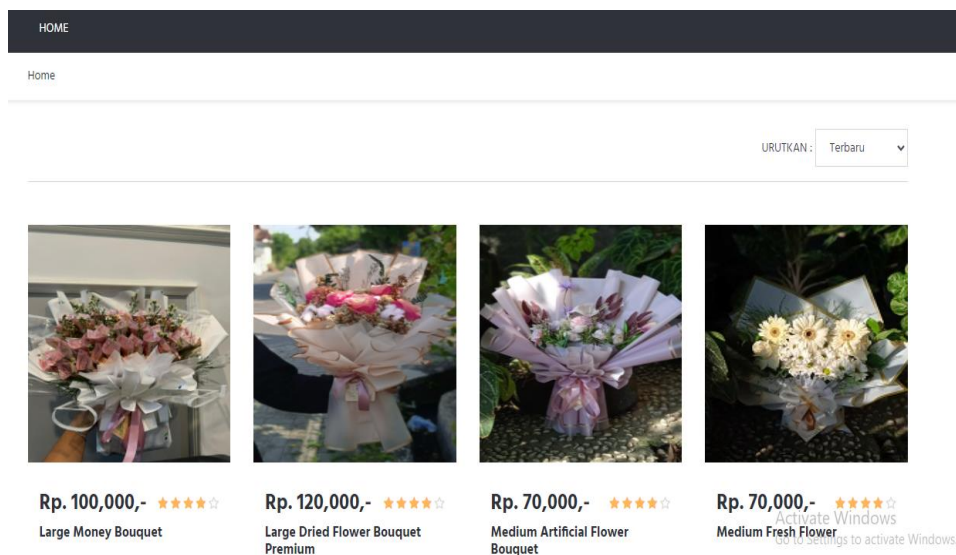 HOME
Home
URUTKAN : Terbaru
Rp. 100,000,-
Large Money Bouquet
Rp. 120,000,-
Large Dried Flower Bouquet
Premium
Rp. 70,000,-
Medium Artificial Flower
Bouquet
Rp. 70,000,-
Medium Fresh Flower
Activate Windows
Go to Settings to activate Windows.